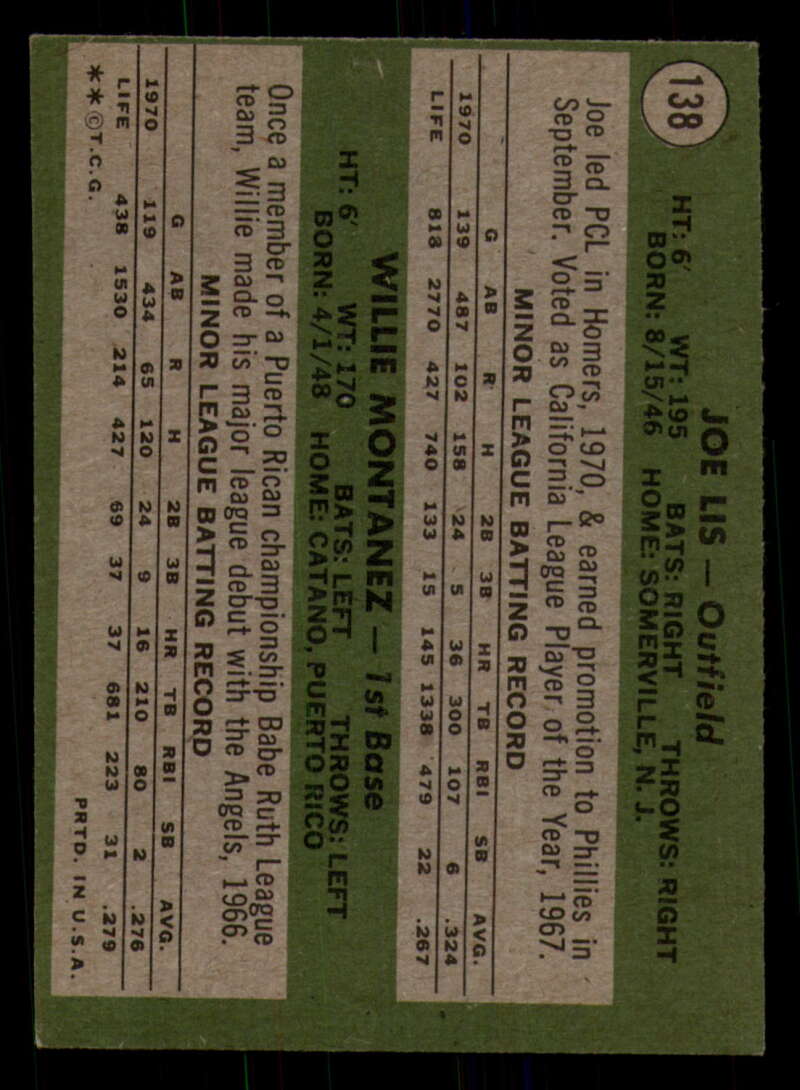 138
JOE LIS — Outfield
HT: 6' WT: 195 BATS: RIGHT THROWS: RIGHT
BORN: 8/15/46 HOME: SOMERVILLE, N. J.
Joe led PCL in Homers, 1970, & earned promotion to Phillies in
September. Voted as California League Player of the Year, 1967.
MINOR LEAGUE BATTING RECORD
G AB R H 2B 3B HR TB RBI SB AVG.
1970 139 487 102 158 24 5 36 300 107 6 .324
LIFE 818 2770 427 740 133 15 145 1338 479 22 .267
WILLIE MONTANEZ — 1st Base
HT: 6' WT: 170 BATS: LEFT THROWS: LEFT
BORN: 4/1/48 HOME: CATANO, PUERTO RICO
Once a member of a Puerto Rican championship Babe Ruth League
team, Willie made his major league debut with the Angels, 1966.
MINOR LEAGUE BATTING RECORD
G AB R H 2B 3B HR TB RBI SB AVG.
1970 119 434 65 120 24 9 16 210 80 2 .276
LIFE 438 1530 214 427 69 37 37 681 223 31 .279
**©T.C.G. PRTD. IN U.S.A.